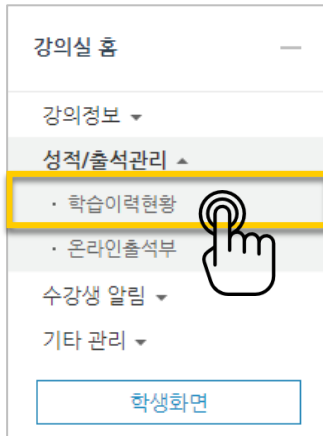 강의실 홈
강의정보
성적/출석관리
· 학습이력현황
· 온라인출석부
수강생 알림
기타 관리
학생화면